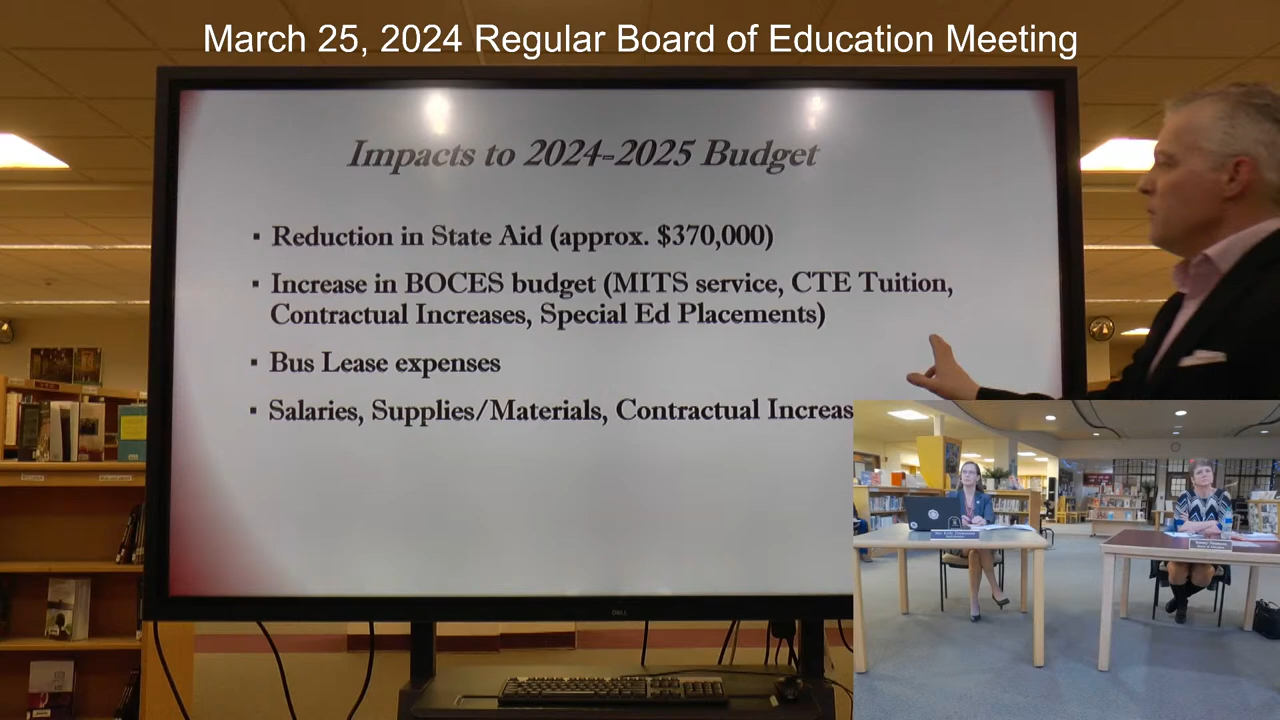 March 25, 2024 Regular Board of Education Meeting
Impacts to 2024-2025 Budget
▪ Reduction in State Aid (approx. $370,000)
▪ Increase in BOCES budget (MITS service, CTE Tuition,
Contractual Increases, Special Ed Placements)
▪ Bus Lease expenses
▪ Salaries, Supplies/Materials, Contractual Increas
DELL